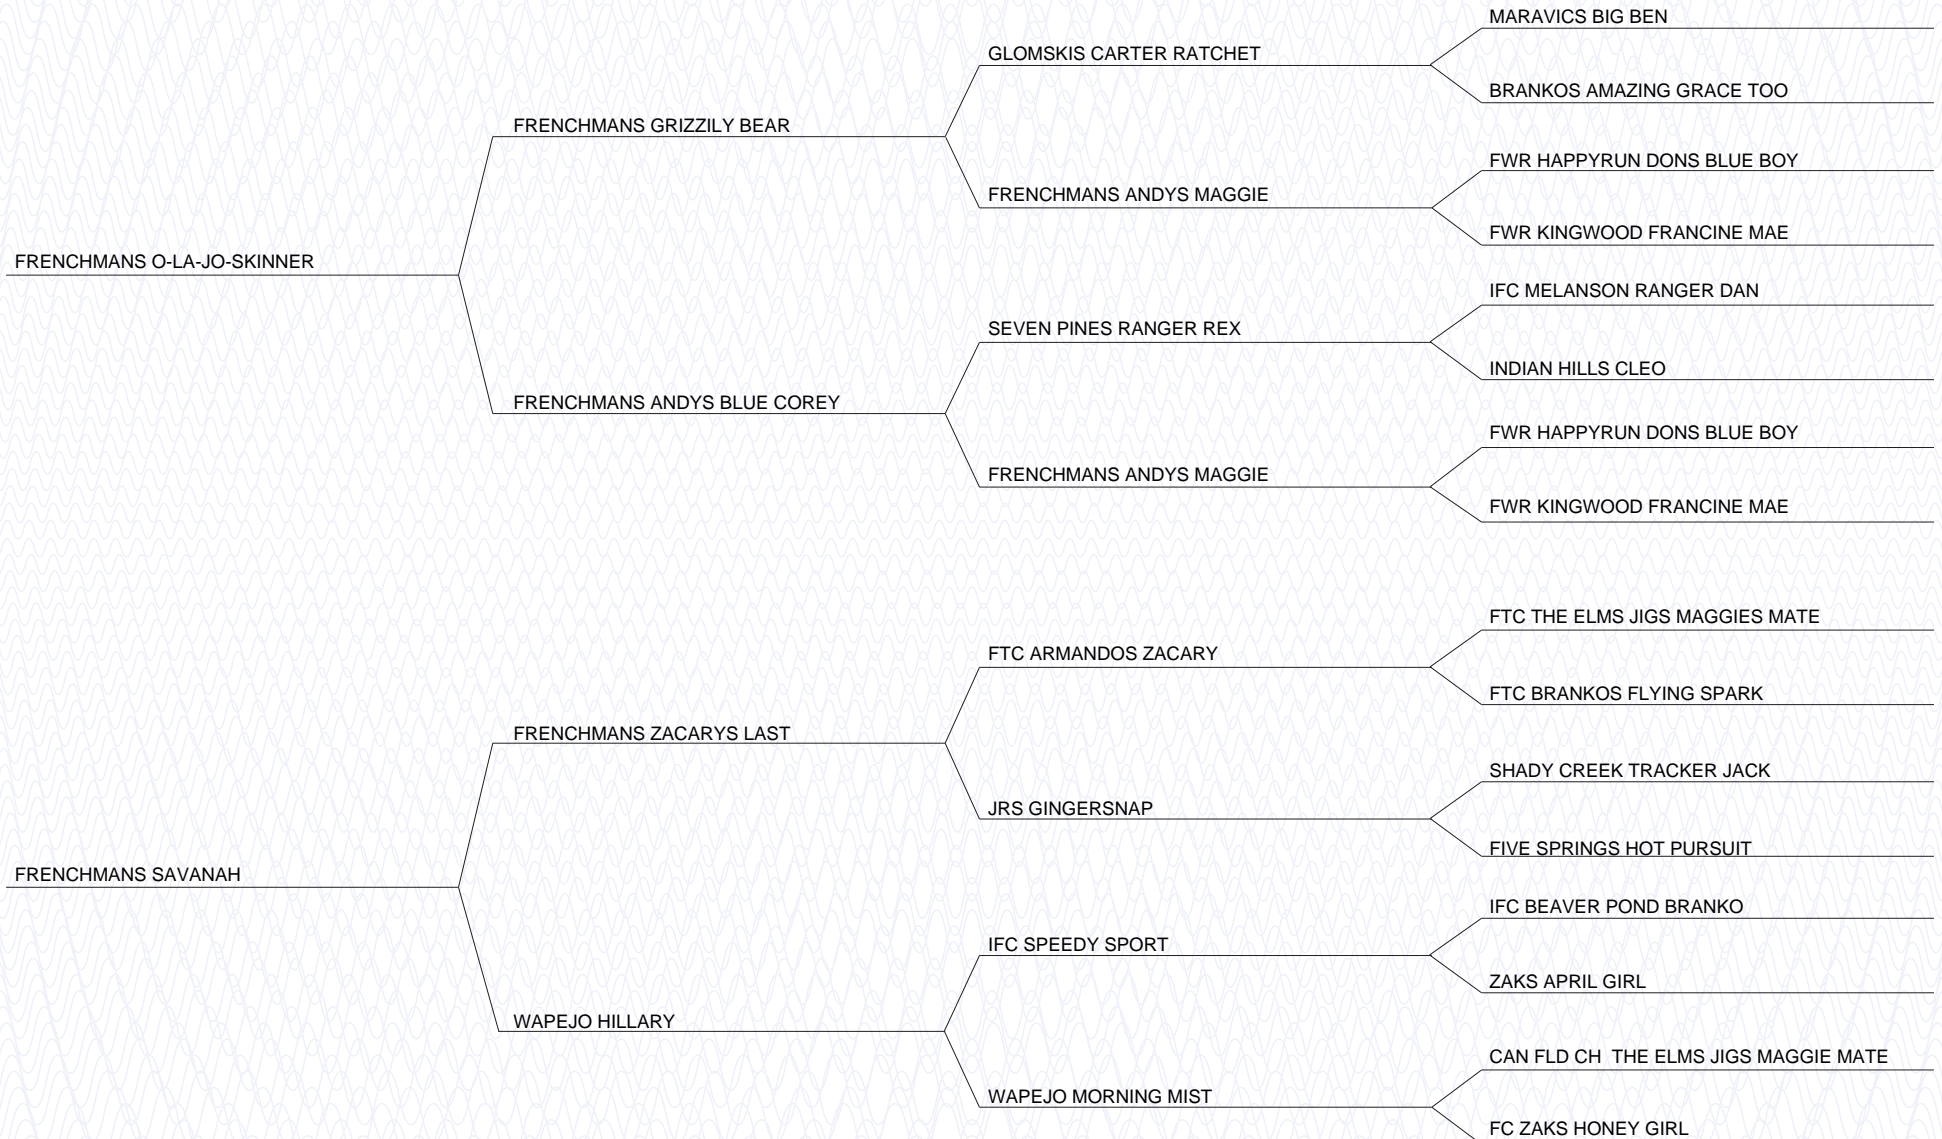 MARAVICS BIG BEN
GLOMSKIS CARTER RATCHET
BRANKOS AMAZING GRACE TOO
FRENCHMANS GRIZZILY BEAR
FWR HAPPYRUN DONS BLUE BOY
FRENCHMANS ANDYS MAGGIE
FWR KINGWOOD FRANCINE MAE
FRENCHMANS O-LA-JO-SKINNER
IFC MELANSON RANGER DAN
SEVEN PINES RANGER REX
INDIAN HILLS CLEO
FRENCHMANS ANDYS BLUE COREY
FWR HAPPYRUN DONS BLUE BOY
FRENCHMANS ANDYS MAGGIE
FWR KINGWOOD FRANCINE MAE
FTC THE ELMS JIGS MAGGIES MATE
FTC ARMANDOS ZACARY
FTC BRANKOS FLYING SPARK
FRENCHMANS ZACARYS LAST
SHADY CREEK TRACKER JACK
JRS GINGERSNAP
FIVE SPRINGS HOT PURSUIT
FRENCHMANS SAVANAH
IFC BEAVER POND BRANKO
IFC SPEEDY SPORT
ZAKS APRIL GIRL
WAPEJO HILLARY
CAN FLD CH  THE ELMS JIGS MAGGIE MATE
WAPEJO MORNING MIST
FC ZAKS HONEY GIRL